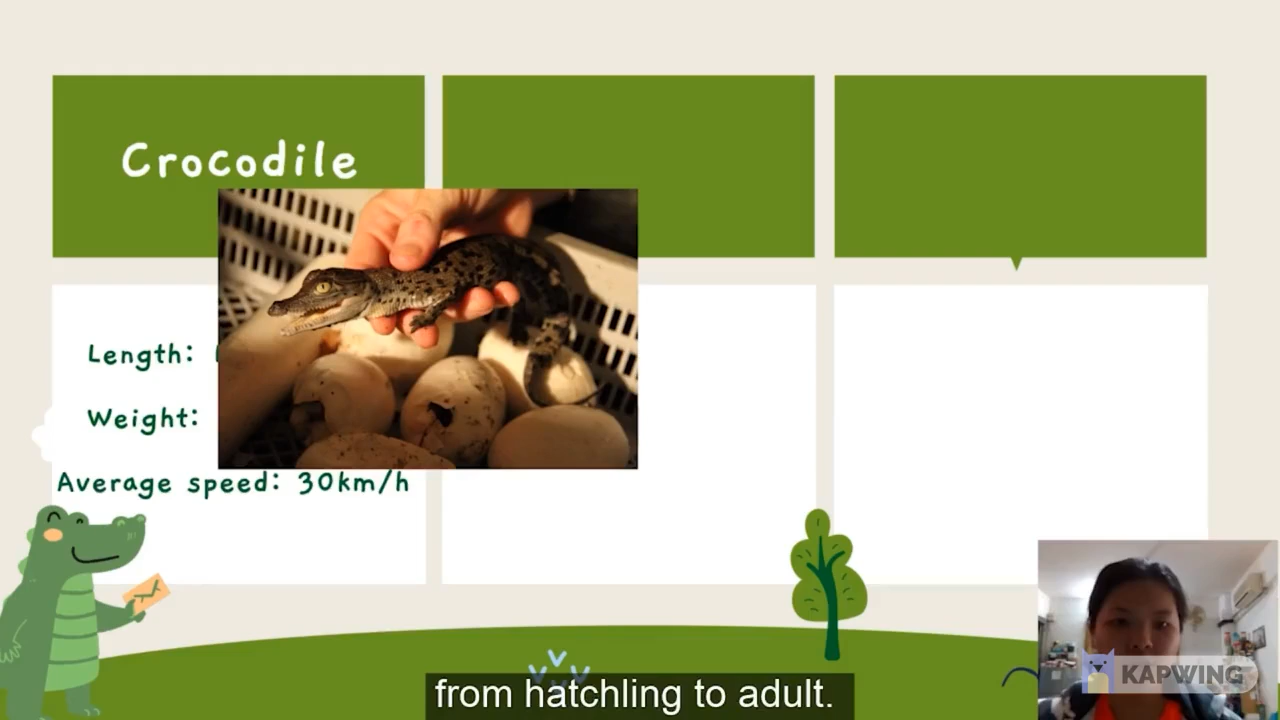 Crocodile
Length:
Weight:
Average speed: 30km/h
from hatchling to adult.
KAPWING